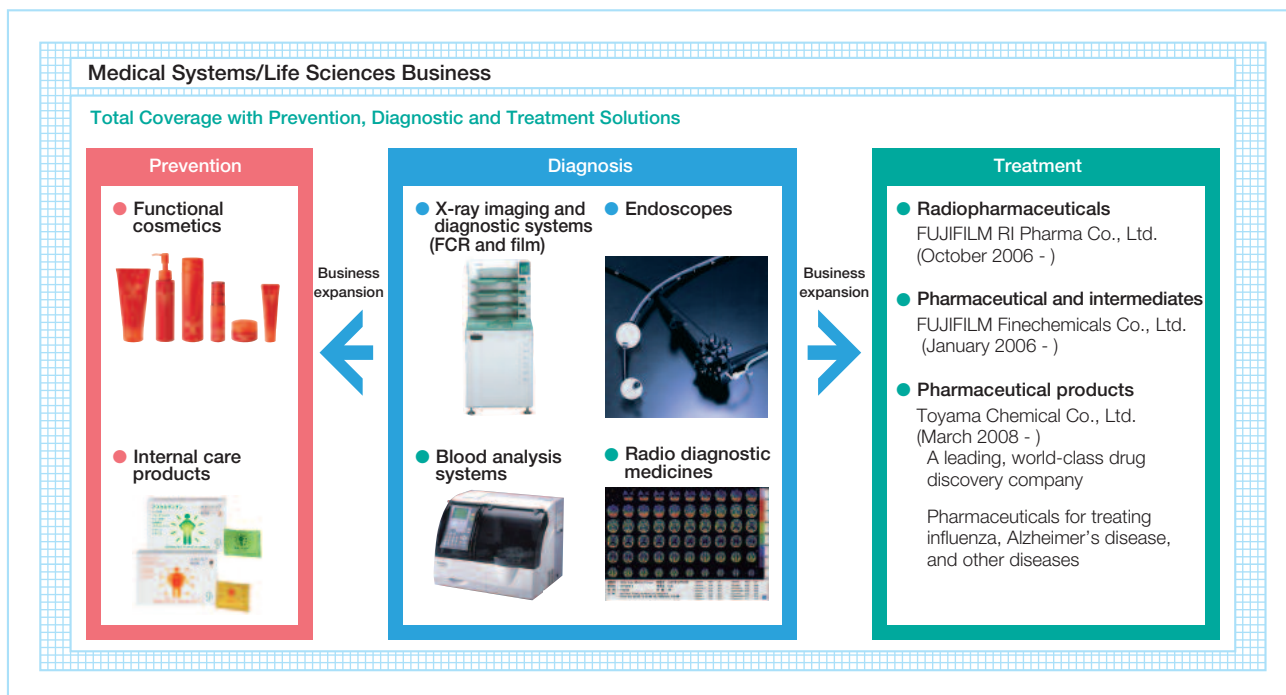 Medical Systems/Life Sciences Business
Total Coverage with Prevention, Diagnostic and Treatment Solutions
Prevention
Functional
cosmetics
Internal care
products
Business
expansion
Diagnosis
X-ray imaging and
diagnostic systems
(FCR and film)
Endoscopes
Blood analysis
systems
Radio diagnostic
medicines
Business
expansion
Treatment
Radiopharmaceuticals
FUJIFILM RI Pharma Co., Ltd.
(October 2006 - )
Pharmaceutical and intermediates
FUJIFILM Finechemicals Co., Ltd.
(January 2006 - )
Pharmaceutical products
Toyama Chemical Co., Ltd.
(March 2008 - )
A leading, world-class drug
discovery company
Pharmaceuticals for treating
influenza, Alzheimer's disease,
and other diseases